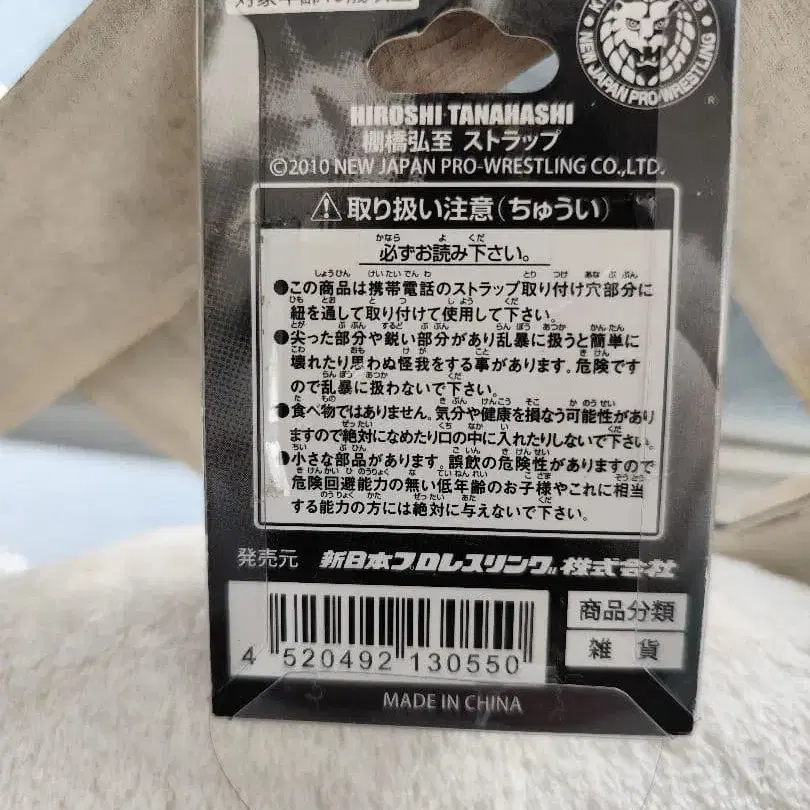 NEW JAPAN PRO-WRESTLING
®
HIROSHI TANAHASHI
棚橋弘至 ストラップ
©2010 NEW JAPAN PRO-WRESTLING CO.,LTD.
⚠取り扱い注意(ちゅうい)
必ずお読み下さい。
●この商品は携帯電話のストラップ取り付け穴部分に
紐を通して取り付けて使用して下さい。
●尖った部分や鋭い部分があり乱暴に扱うと簡単に
壊れたり思わぬ怪我をする事があります。危険です
ので乱暴に扱わないで下さい。
●食べ物ではありません。気分や健康を損なう可能性があり
ますので絶対になめたり口の中に入れたりしないで下さい。
●小さな部品があります。誤飲の危険性がありますので
危険回避能力の無い低年齢のお子様やこれに相当
する能力の方には絶対に与えないで下さい。
発売元 新日本プロレスリング株式会社
商品分類
雑貨
4 520492 130550
MADE IN CHINA